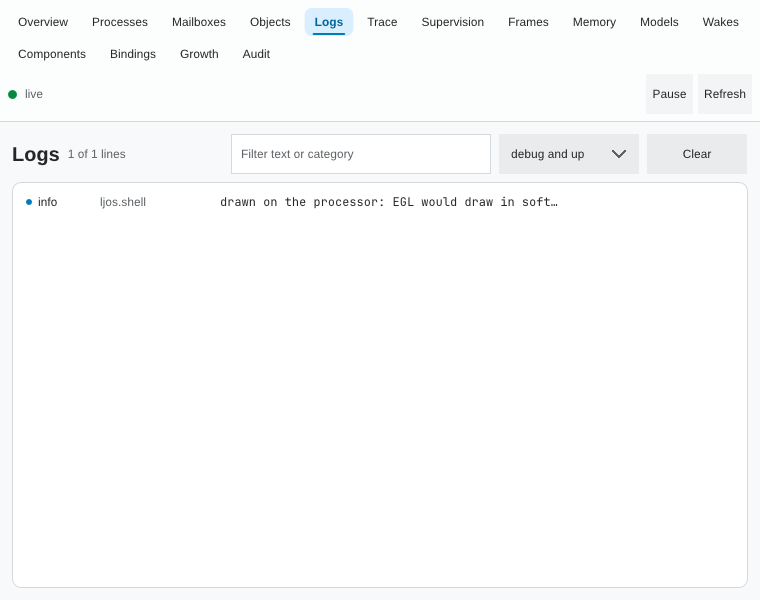 Overview Processes Mailboxes Objects Logs Trace Supervision Frames Memory Models Wakes
Components Bindings Growth Audit
live Pause Refresh
Logs 1 of 1 lines Filter text or category debug and up Clear
info ljos.shell drawn on the processor: EGL would draw in soft…